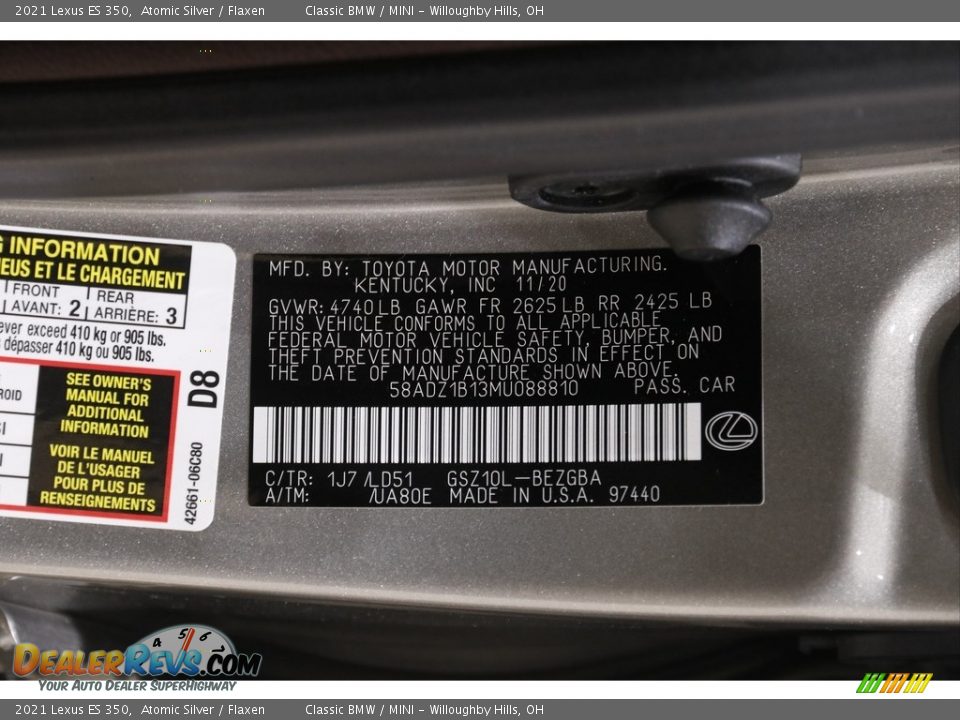 2021 Lexus ES 350, Atomic Silver / Flaxen Classic BMW / MINI – Willoughby Hills, OH
INFORMATION
ET LE CHARGEMENT
FRONT
AVANT: 2
REAR
ARRIÈRE: 3
ever exceed 410 kg or 905 lbs.
dépasser 410 kg ou 905 lbs.
SEE OWNER'S
MANUAL FOR
ADDITIONAL
INFORMATION
VOIR LE MANUEL
DE L'USAGER
POUR PLUS DE
RENSEIGNEMENTS
D8
42661-06C80
MFD. BY: TOYOTA MOTOR MANUFACTURING.
KENTUCKY, INC 11/20
GVWR: 4740 LB GAWR FR 2625 LB RR 2425 LB
THIS VEHICLE CONFORMS TO ALL APPLICABLE
FEDERAL MOTOR VEHICLE SAFETY, BUMPER, AND
THEFT PREVENTION STANDARDS IN EFFECT ON
THE DATE OF MANUFACTURE SHOWN ABOVE.
58ADZ1B13MU088810 PASS. CAR
C/TR: 1J7 /LD51 GSZ10L-BEZGBA
A/TM: /UA80E MADE IN U.S.A. 97440
4 5 6
DealerRevs.com
Your Auto Dealer SuperHighway
2021 Lexus ES 350, Atomic Silver / Flaxen Classic BMW / MINI – Willoughby Hills, OH